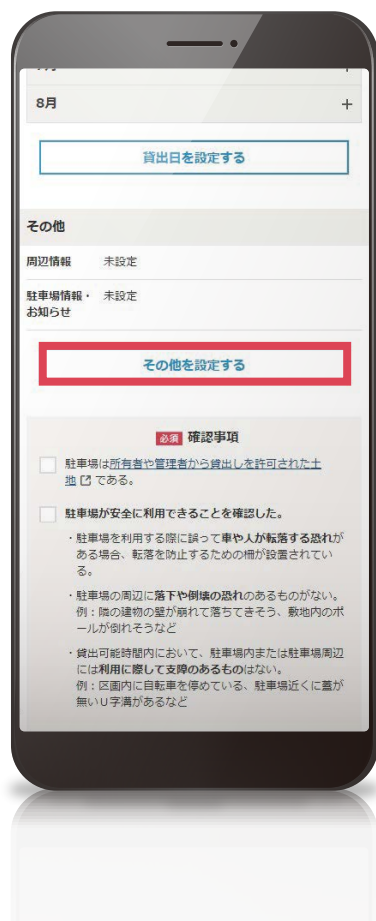 8月 +
貸出日を設定する
その他
周辺情報 未設定
駐車場情報・ 未設定
お知らせ
その他を設定する
必須 確認事項
駐車場は所有者や管理者から貸出しを許可された土
地である。
駐車場が安全に利用できることを確認した。
・駐車場を利用する際に誤って車や人が転落する恐れが
ある場合、転落を防止するための柵が設置されてい
る。
・駐車場の周辺に落下や倒壊の恐れのあるものがない。
例：隣の建物の壁が崩れて落ちてきそう、敷地内のポ
ールが倒れそうなど
・貸出可能時間内において、駐車場内または駐車場周辺
には利用に際して支障のあるものはない。
例：区画内に自転車を停めている、駐車場近くに蓋が
無いU字溝があるなど